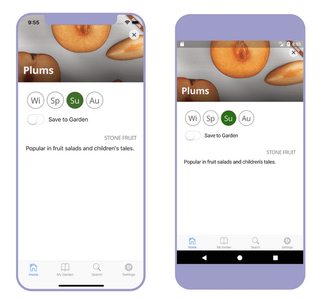 9:55
Plums
Wi Sp Su Au
Save to Garden
STONE FRUIT
Popular in fruit salads and children's tales.
Home My Garden Search Settings
Plums
Wi Sp Su Au
Save to Garden
STONE FRUIT
Popular in fruit salads and children's tales.
Home My Garden Search Settings